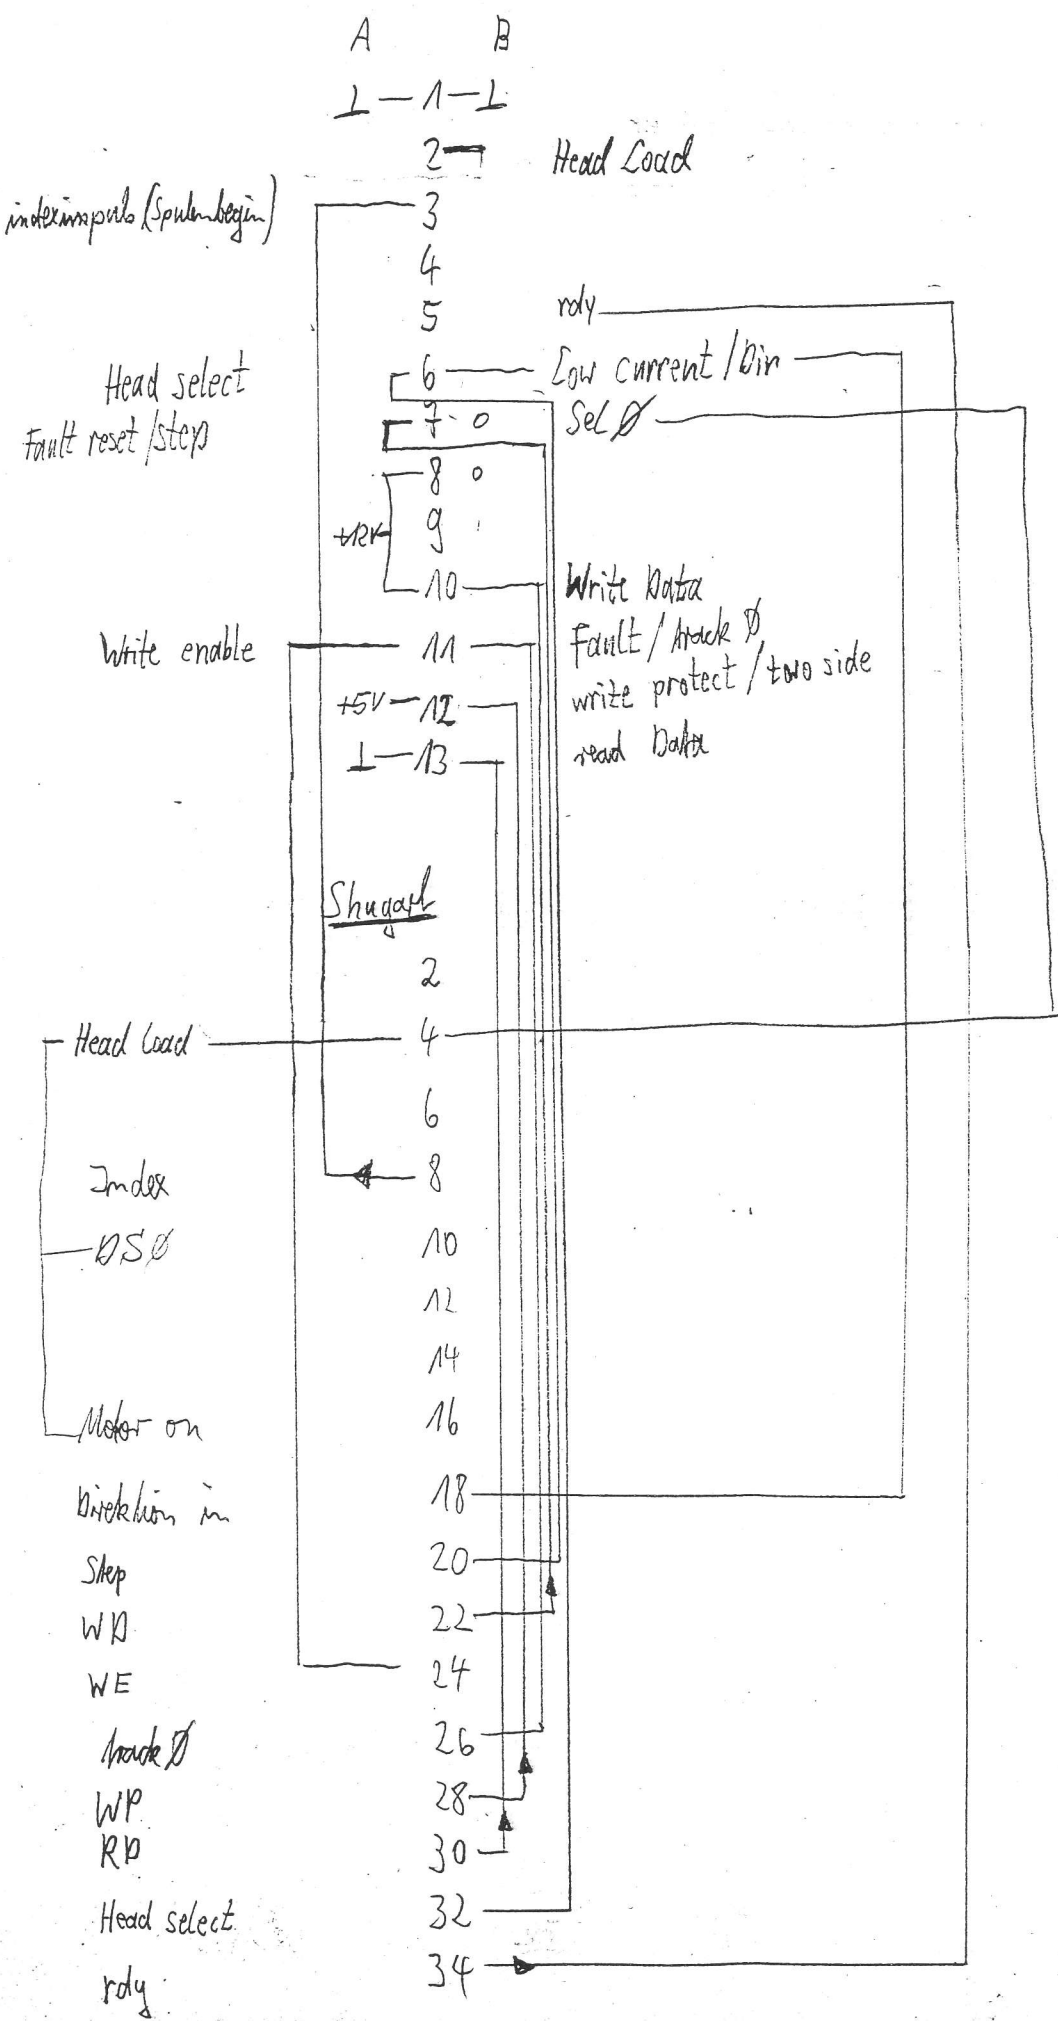 A B
⊥ — 1 — ⊥
2 Head Load
indeximpuls (Spurenbegin) 3
4
5 rdy
Head select 6 Low current / Dir
Fault reset / step 7 o Sel Ø
8 o
+12V 9
10 Write Data
Write enable 11 Fault / track Ø
+5V — 12 write protect / two side
⊥ — 13 read Data
Shugart
2
Head Load 4
6
Index 8
DSØ 10
12
14
Motor on 16
Direktion in 18
Step 20
WD 22
WE 24
track Ø 26
WP 28
RD 30
Head select 32
rdy 34